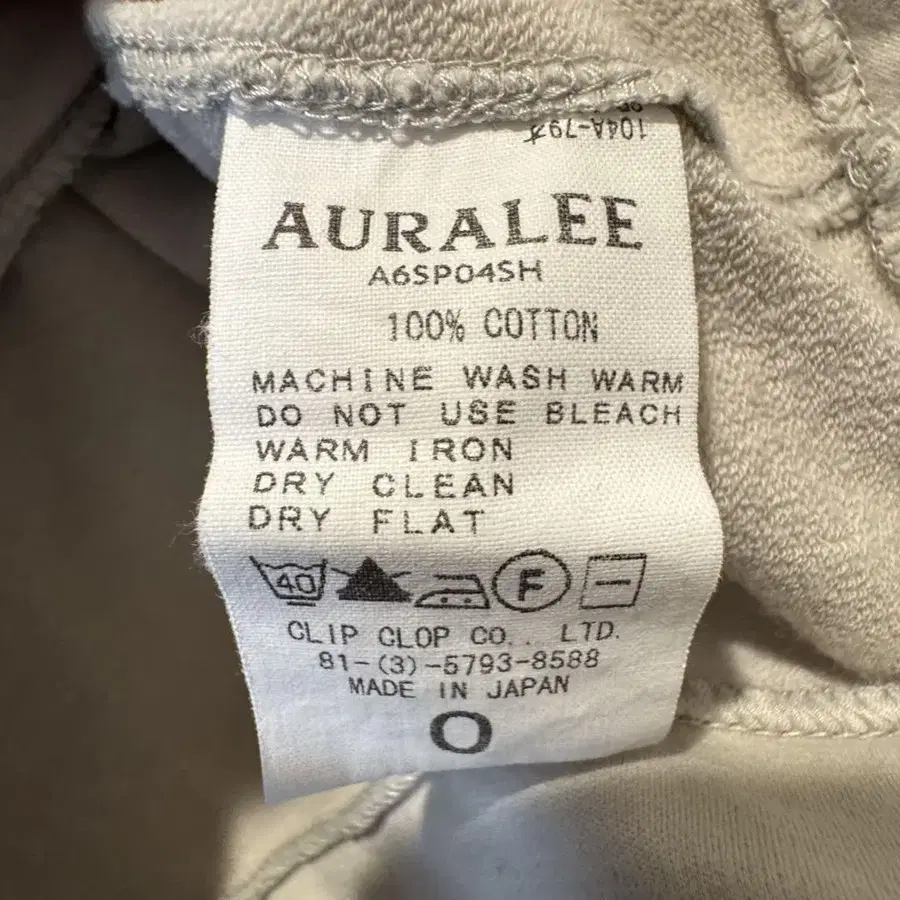 104A-79
AURALEE
A6SP04SH
100% COTTON
MACHINE WASH WARM
DO NOT USE BLEACH
WARM IRON
DRY CLEAN
DRY FLAT
40
F
CLIP CLOP CO., LTD.
81-(3)-5793-8588
MADE IN JAPAN
O